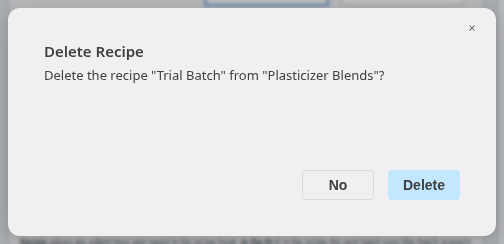 ×
Delete Recipe
Delete the recipe "Trial Batch" from "Plasticizer Blends"?
No
Delete